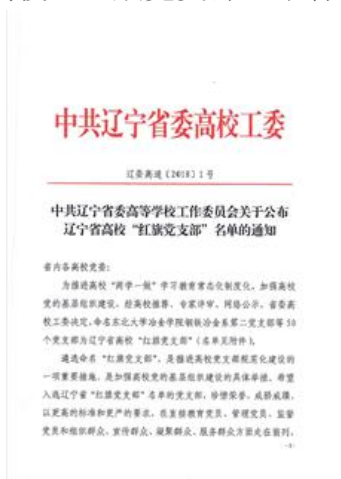 中共辽宁省委高校工委
辽委高通〔2018〕1号
中共辽宁省委高等学校工作委员会关于公布
辽宁省高校“红旗党支部”名单的通知
省内各高校党委：
为推进高校“两学一做”学习教育常态化制度化，加强高校
党的基层组织建设，经高校推荐、专家评审、网络公示，省委高
校工委决定，命名东北大学冶金学院钢铁冶金系第二党支部等50
个党支部为辽宁省高校“红旗党支部”（名单见附件）。
遴选命名“红旗党支部”，是推进高校党支部规范化建设的
一项重要措施，是加强高校党的基层组织建设的具体举措。希望
入选辽宁省“红旗党支部”名单的党支部，珍惜荣誉，戒骄戒躁，
以更高的标准和更严的要求，在直接教育党员、管理党员、监督
党员和组织群众、宣传群众、凝聚群众、服务群众方面走在前列，